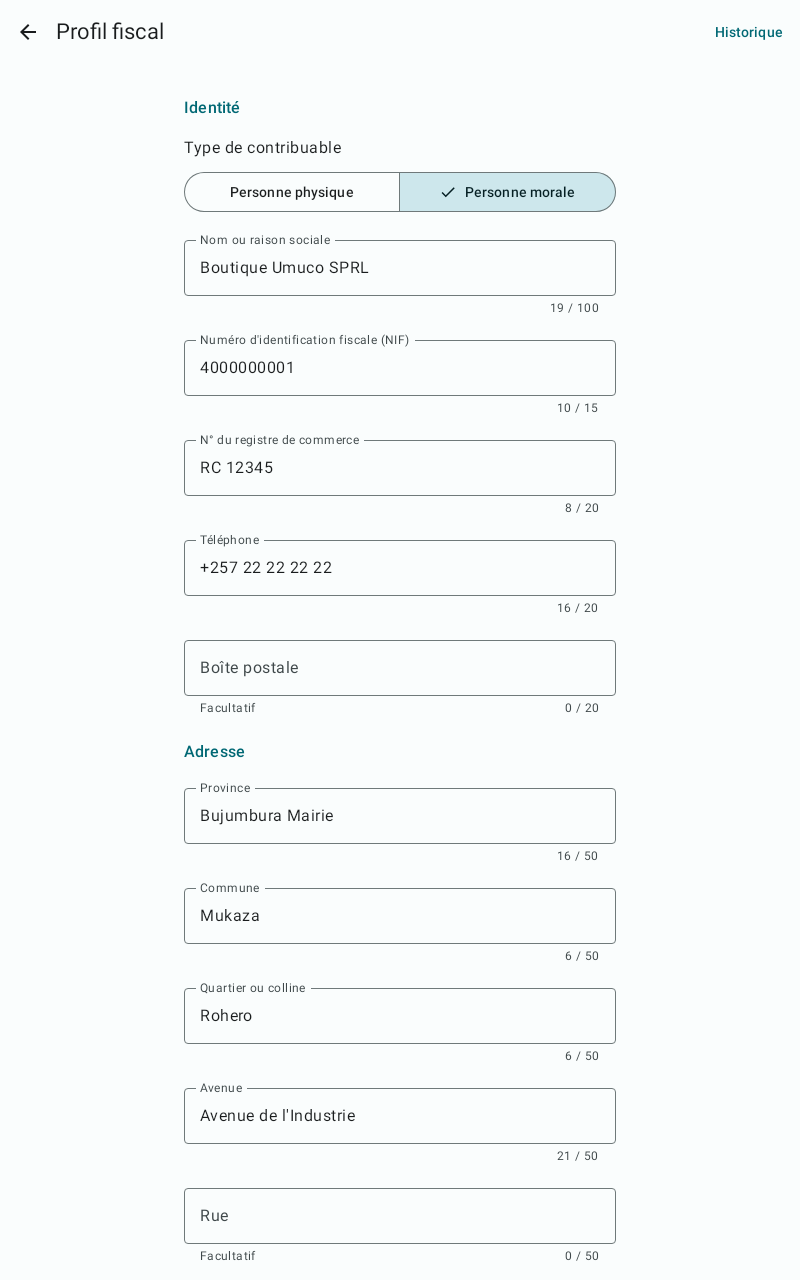 Profil fiscal
Historique
Identité
Type de contribuable
Personne physique
Personne morale
Nom ou raison sociale
Boutique Umuco SPRL
19 / 100
Numéro d'identification fiscale (NIF)
4000000001
10 / 15
N° du registre de commerce
RC 12345
8 / 20
Téléphone
+257 22 22 22 22
16 / 20
Boîte postale
Facultatif
0 / 20
Adresse
Province
Bujumbura Mairie
16 / 50
Commune
Mukaza
6 / 50
Quartier ou colline
Rohero
6 / 50
Avenue
Avenue de l'Industrie
21 / 50
Rue
Facultatif
0 / 50